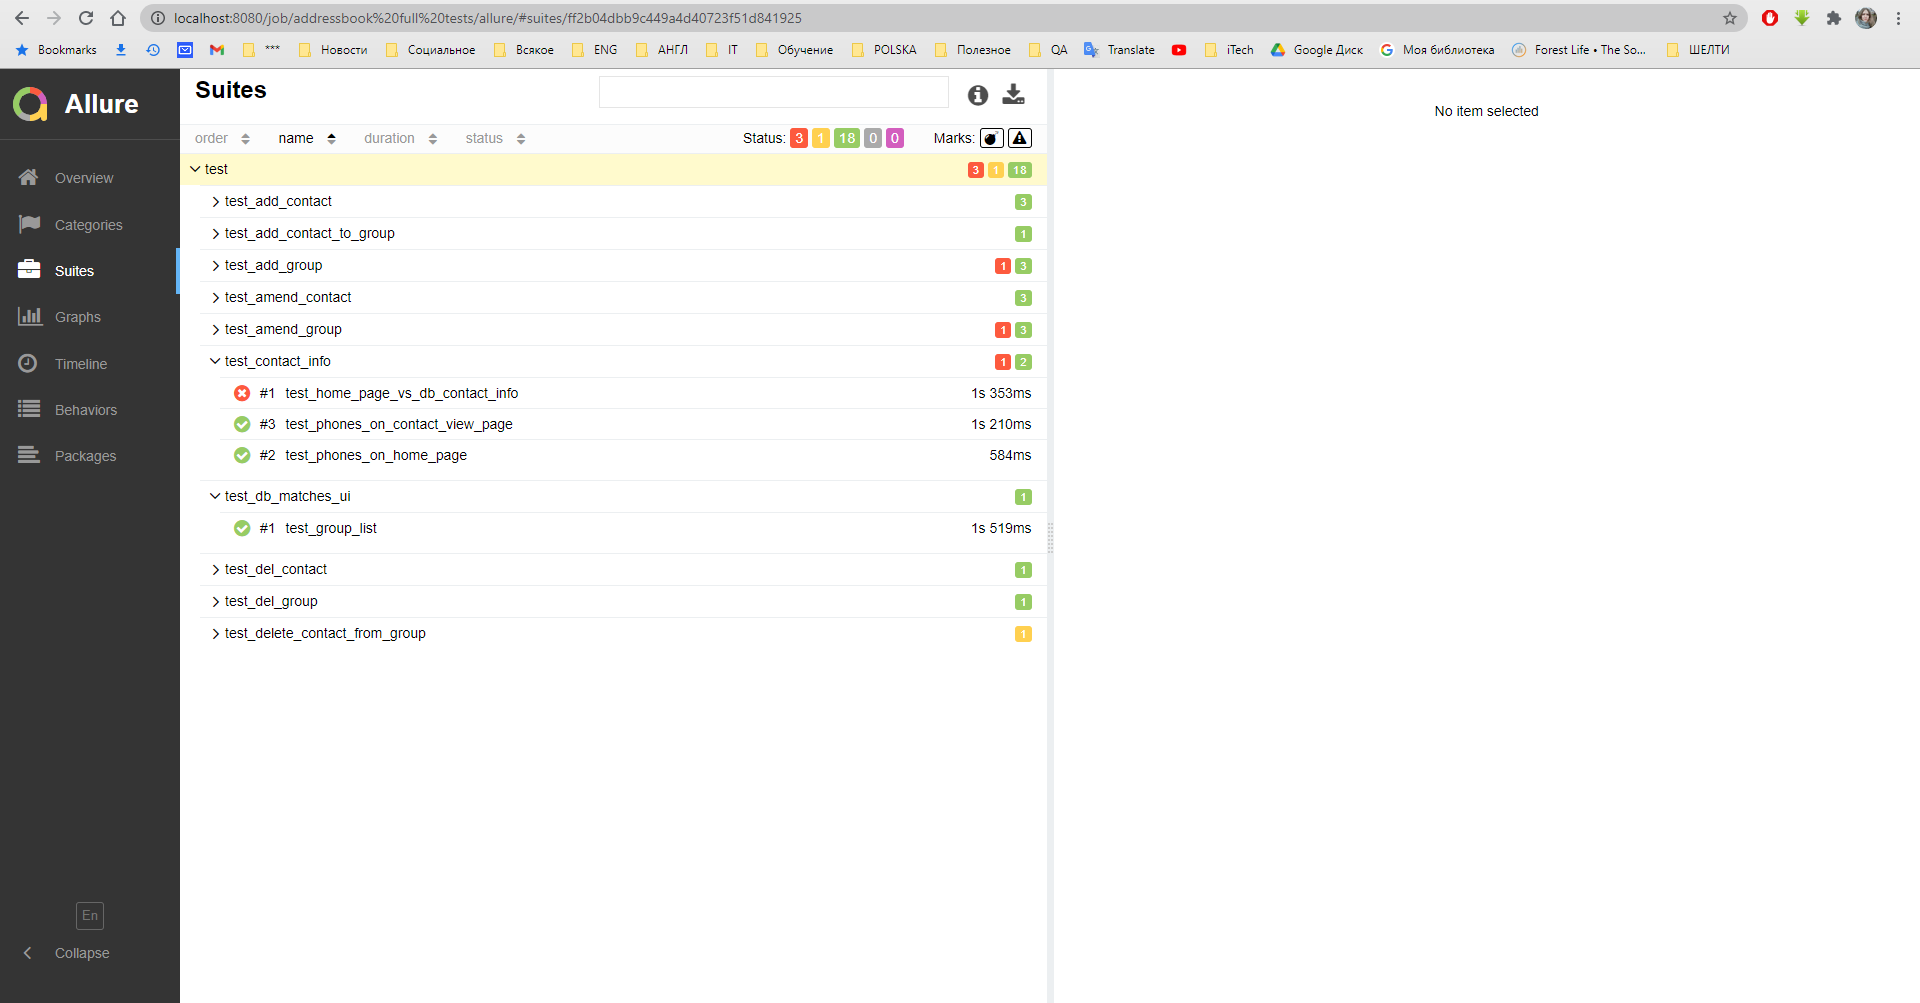 localhost:8080/job/addressbook%20full%20tests/allure/#suites/ff2b04dbb9c449a4d40723f51d841925
Bookmarks *** Новости Социальное Всякое ENG АНГЛ IT Обучение POLSKA Полезное QA Translate iTech Google Диск Моя библиотека Forest Life • The So... ШЕЛТИ
Allure
Overview
Categories
Suites
Graphs
Timeline
Behaviors
Packages
En
Collapse
Suites
order name duration status Status: 3 1 18 0 0 Marks:
test 3 1 18
test_add_contact 3
test_add_contact_to_group 1
test_add_group 1 3
test_amend_contact 3
test_amend_group 1 3
test_contact_info 1 2
#1 test_home_page_vs_db_contact_info 1s 353ms
#3 test_phones_on_contact_view_page 1s 210ms
#2 test_phones_on_home_page 584ms
test_db_matches_ui 1
#1 test_group_list 1s 519ms
test_del_contact 1
test_del_group 1
test_delete_contact_from_group 1
No item selected